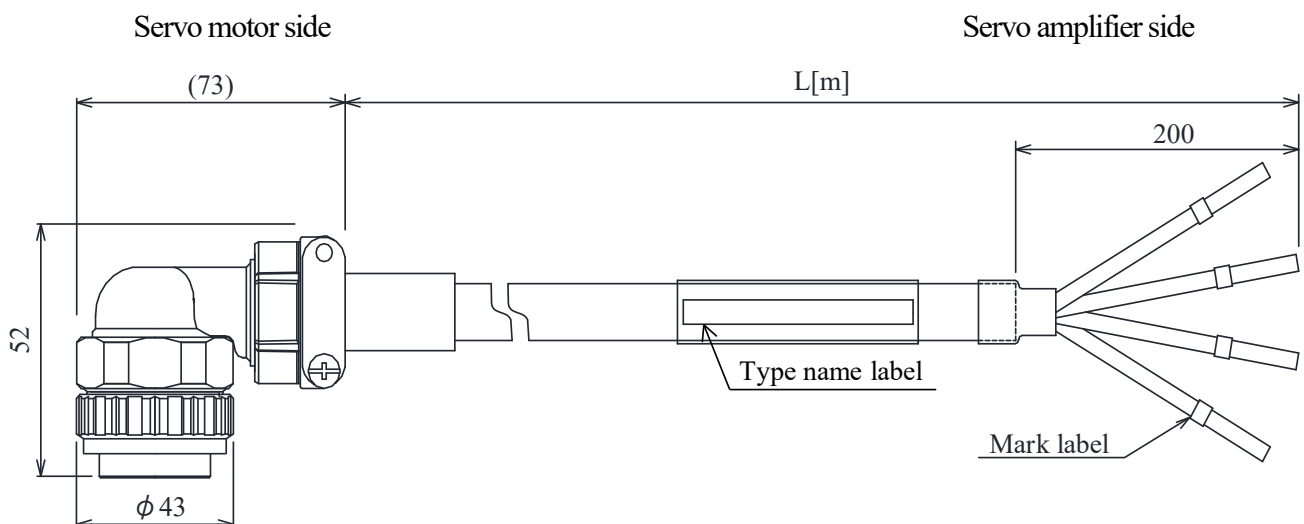 Servo motor side
Servo amplifier side
(73)
L[m]
200
52
Type name label
Mark label
ϕ43